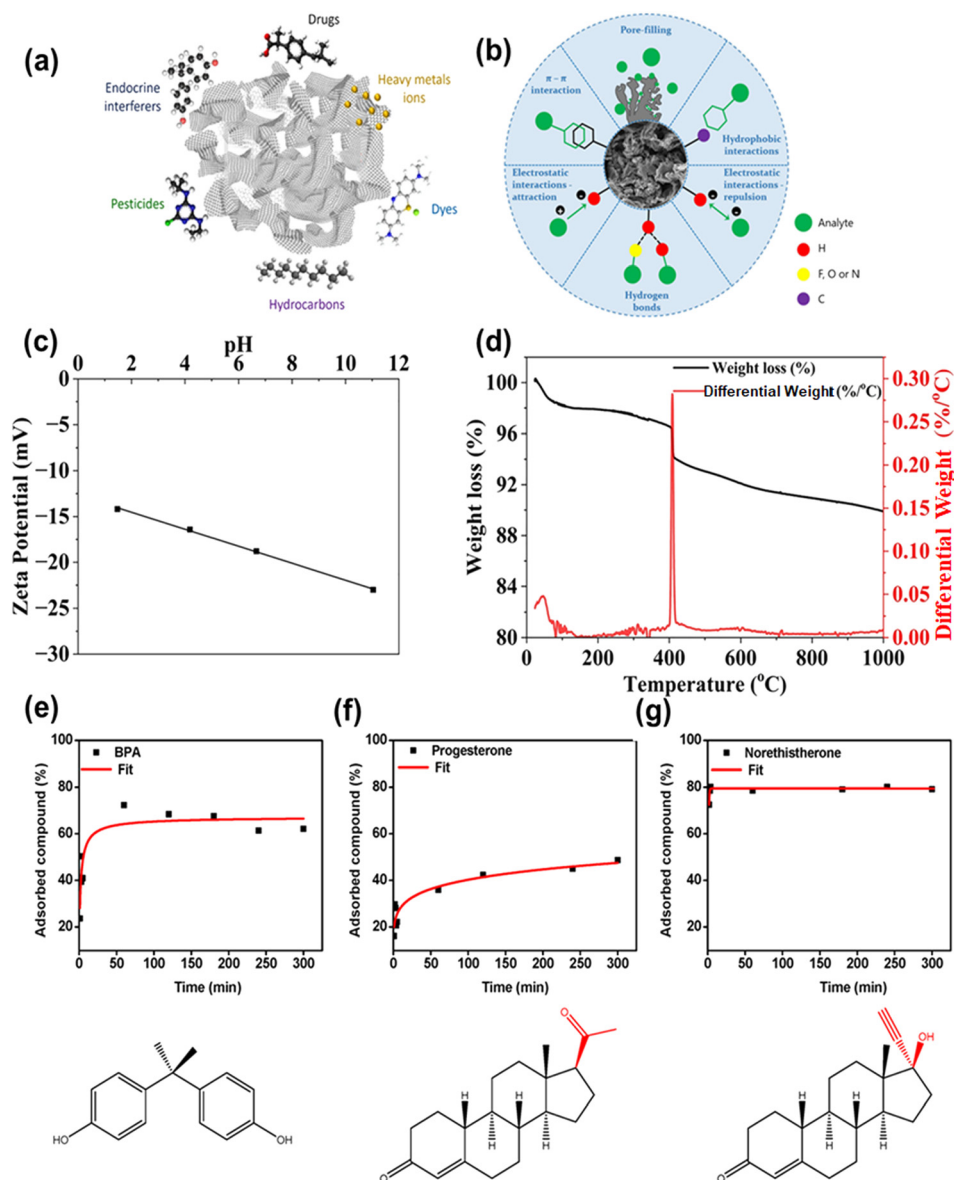 (a)
Drugs
Endocrine
interferers
Heavy metals
ions
Pesticides
Dyes
Hydrocarbons
(b)
Pore-filling
π – π
interaction
Hydrophobic
interactions
Electrostatic
interactions -
attraction
Electrostatic
interactions -
repulsion
Hydrogen
bonds
Analyte
H
F, O or N
C
(c)
pH
0 2 4 6 8 10 12
0
−5
−10
−15
−20
−25
−30
Zeta Potential (mV)
(d)
Weight loss (%)
Differential Weight (%/°C)
100
96
92
88
84
80
Weight loss (%)
0.30
0.25
0.20
0.15
0.10
0.05
0.00
Differential Weight (%/°C)
0 200 400 600 800 1000
Temperature (°C)
(e)
BPA
Fit
100
80
60
40
20
Adsorbed compound (%)
0 50 100 150 200 250 300
Time (min)
(f)
Progesterone
Fit
100
80
60
40
20
Adsorbed compound (%)
0 50 100 150 200 250 300
Time (min)
(g)
Norethistherone
Fit
100
80
60
40
20
Adsorbed compound (%)
0 50 100 150 200 250 300
Time (min)
HO
OH
O
H
H
H
H
O
OH
H
H
H
H
O